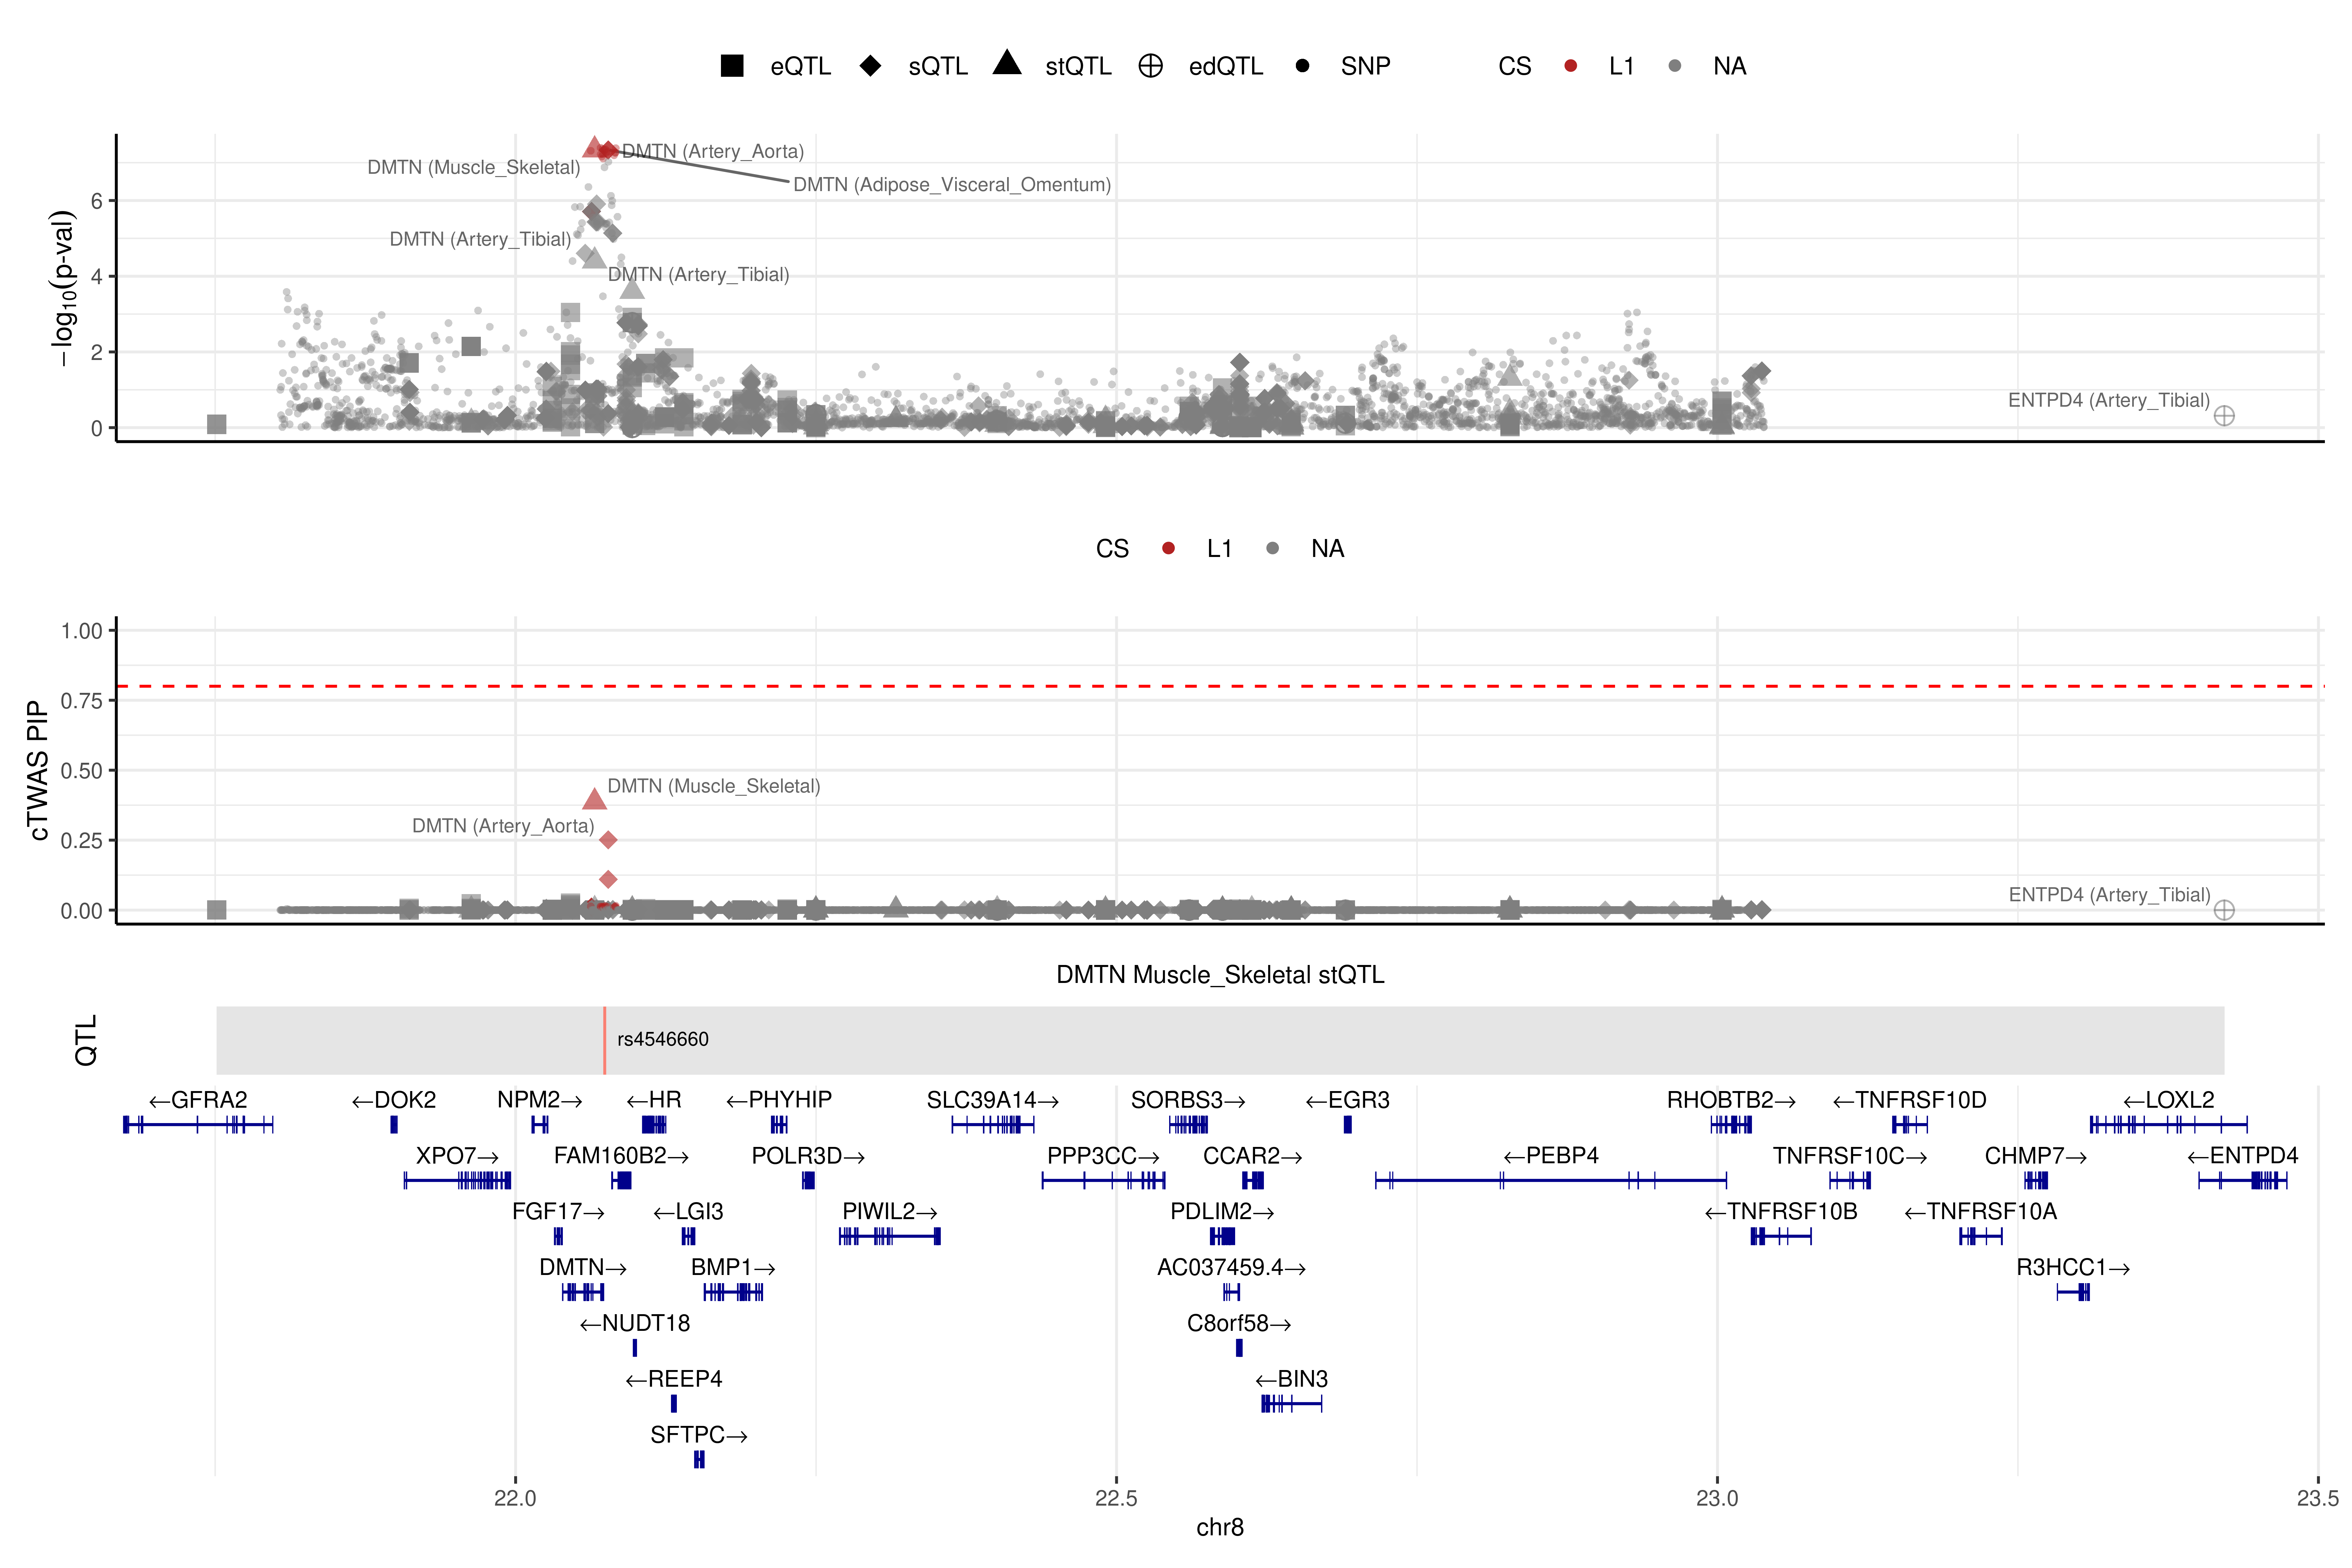 eQTL sQTL stQTL edQTL SNP CS L1 NA
−log10(p-val)
6
4
2
0
DMTN (Artery_Aorta)
DMTN (Muscle_Skeletal)
DMTN (Adipose_Visceral_Omentum)
DMTN (Artery_Tibial)
DMTN (Artery_Tibial)
ENTPD4 (Artery_Tibial)
CS L1 NA
cTWAS PIP
1.00
0.75
0.50
0.25
0.00
DMTN (Muscle_Skeletal)
DMTN (Artery_Aorta)
ENTPD4 (Artery_Tibial)
DMTN Muscle_Skeletal stQTL
QTL
rs4546660
←GFRA2 ←DOK2 NPM2→ ←HR ←PHYHIP SLC39A14→ SORBS3→ ←EGR3 RHOBTB2→ ←TNFRSF10D ←LOXL2
XPO7→ FAM160B2→ POLR3D→ PPP3CC→ CCAR2→ ←PEBP4 TNFRSF10C→ CHMP7→ ←ENTPD4
FGF17→ ←LGI3 PIWIL2→ PDLIM2→ ←TNFRSF10B ←TNFRSF10A
DMTN→ BMP1→ AC037459.4→ R3HCC1→
←NUDT18 C8orf58→
←REEP4 ←BIN3
SFTPC→
22.0 22.5 23.0 23.5
chr8